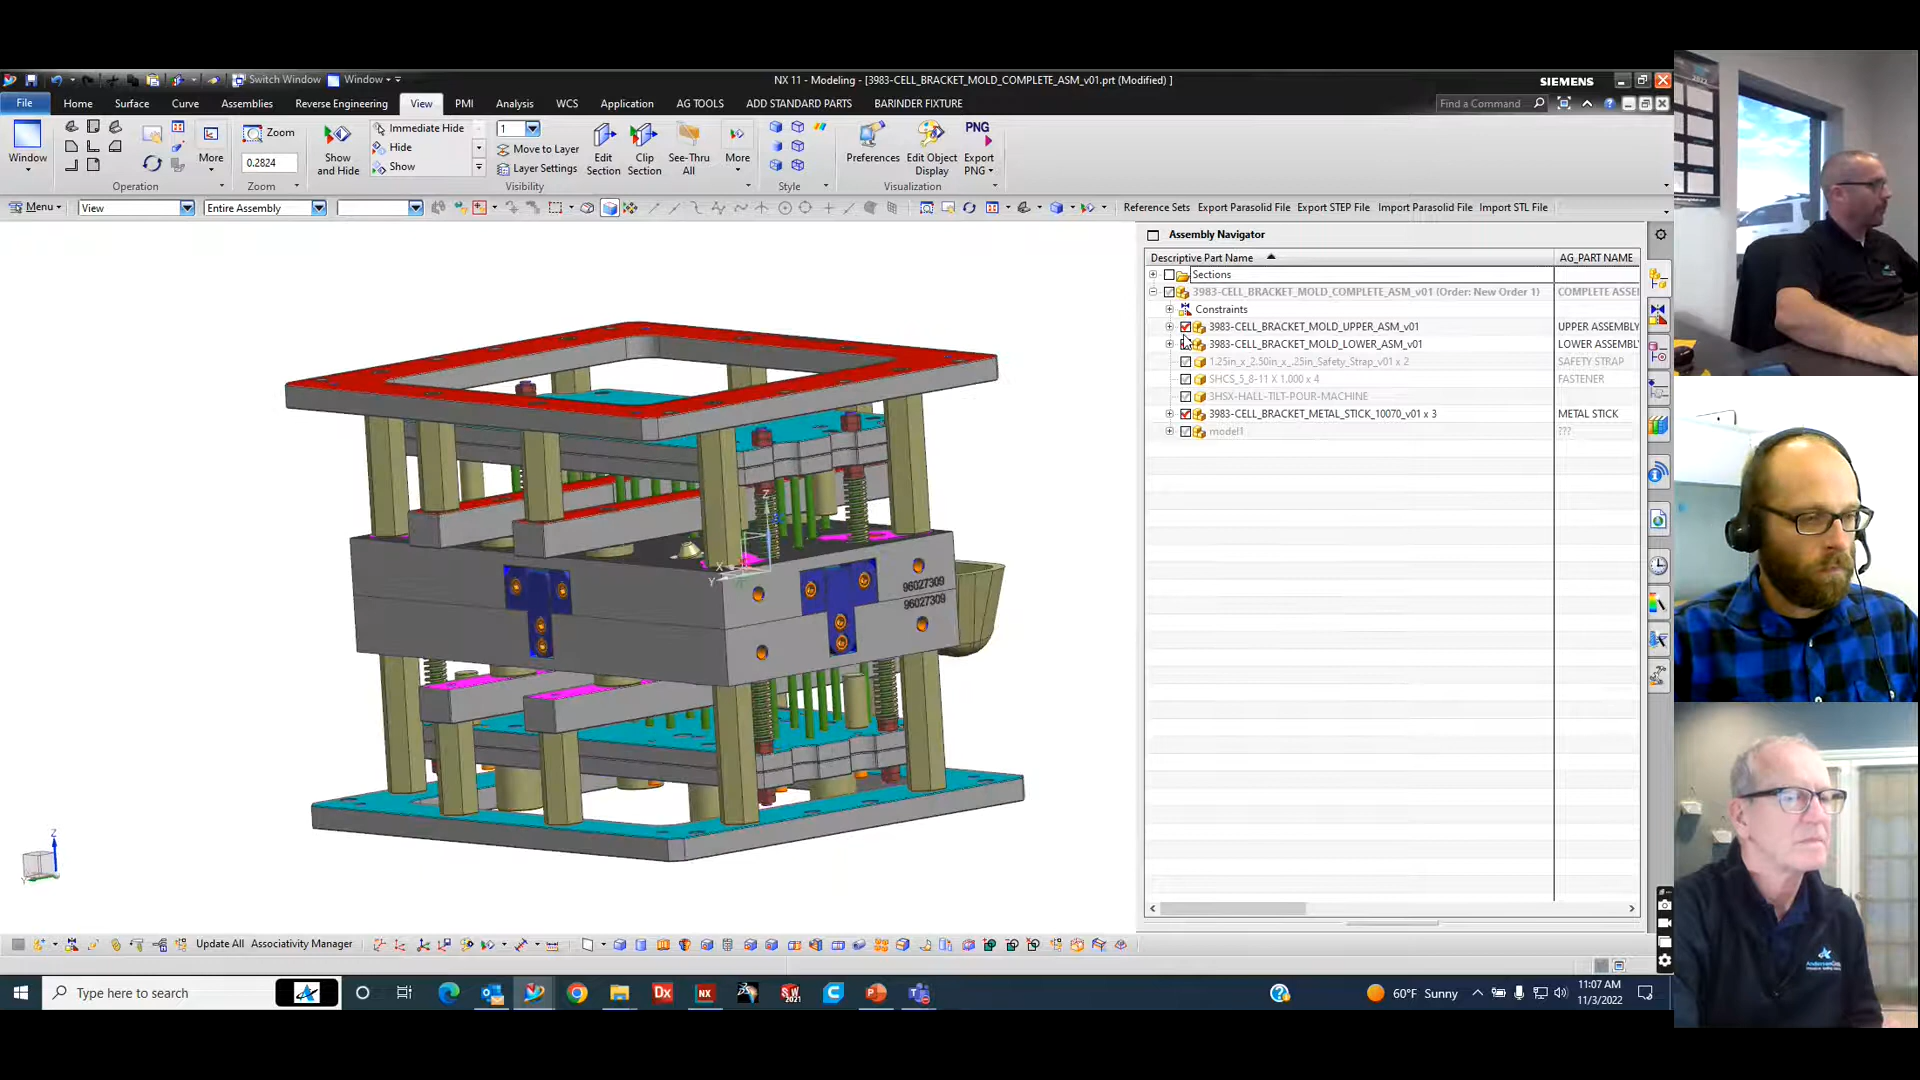 Switch Window
Window
NX 11 - Modeling - [3983-CELL_BRACKET_MOLD_COMPLETE_ASM_v01.prt (Modified) ]
SIEMENS
File
Home
Surface
Curve
Assemblies
Reverse Engineering
View
PMI
Analysis
WCS
Application
AG TOOLS
ADD STANDARD PARTS
BARINDER FIXTURE
Find a Command
Window
More
Operation
Zoom
0.2824
Zoom
Show and Hide
Immediate Hide
Hide
Show
1
Move to Layer
Layer Settings
Edit Section
Clip Section
See-Thru All
More
Visibility
Style
Preferences
Edit Object Display
PNG
Export PNG
Visualization
Menu
View
Entire Assembly
Reference Sets
Export Parasolid File
Export STEP File
Import Parasolid File
Import STL File
Assembly Navigator
Descriptive Part Name
AG_PART NAME
Sections
3983-CELL_BRACKET_MOLD_COMPLETE_ASM_v01 (Order: New Order 1)
COMPLETE ASSE
Constraints
3983-CELL_BRACKET_MOLD_UPPER_ASM_v01
UPPER ASSEMBLY
3983-CELL_BRACKET_MOLD_LOWER_ASM_v01
LOWER ASSEMBL
1.25in_x_2.50in_x_.25in_Safety_Strap_v01 x 2
SAFETY STRAP
SHCS_5_8-11 X 1.000 x 4
FASTENER
3HSX-HALL-TILT-POUR-MACHINE
3983-CELL_BRACKET_METAL_STICK_10070_v01 x 3
METAL STICK
model1
???
96027309
96027309
Z
X
Y
Z
Y
Update All
Associativity Manager
Type here to search
Dx
NX
SW
2021
60°F Sunny
11:07 AM
11/3/2022